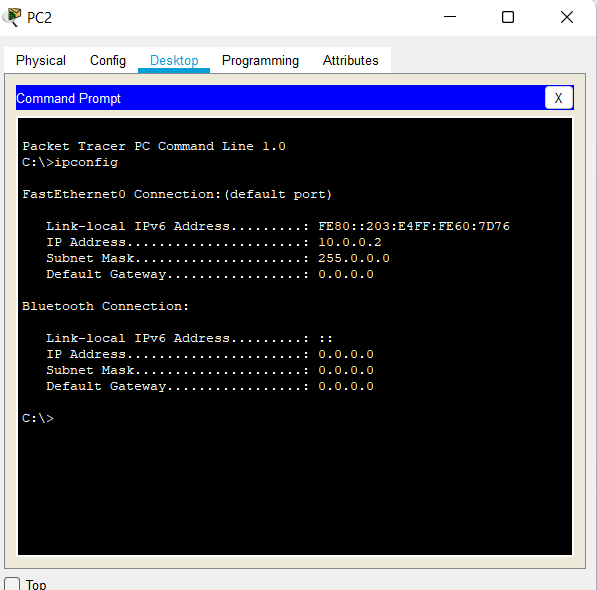 PC2
Physical Config Desktop Programming Attributes
Command Prompt X
Packet Tracer PC Command Line 1.0
C:\>ipconfig
FastEthernet0 Connection:(default port)
Link-local IPv6 Address.........: FE80::203:E4FF:FE60:7D76
IP Address......................: 10.0.0.2
Subnet Mask.....................: 255.0.0.0
Default Gateway.................: 0.0.0.0
Bluetooth Connection:
Link-local IPv6 Address.........: ::
IP Address......................: 0.0.0.0
Subnet Mask.....................: 0.0.0.0
Default Gateway.................: 0.0.0.0
C:\>
Top